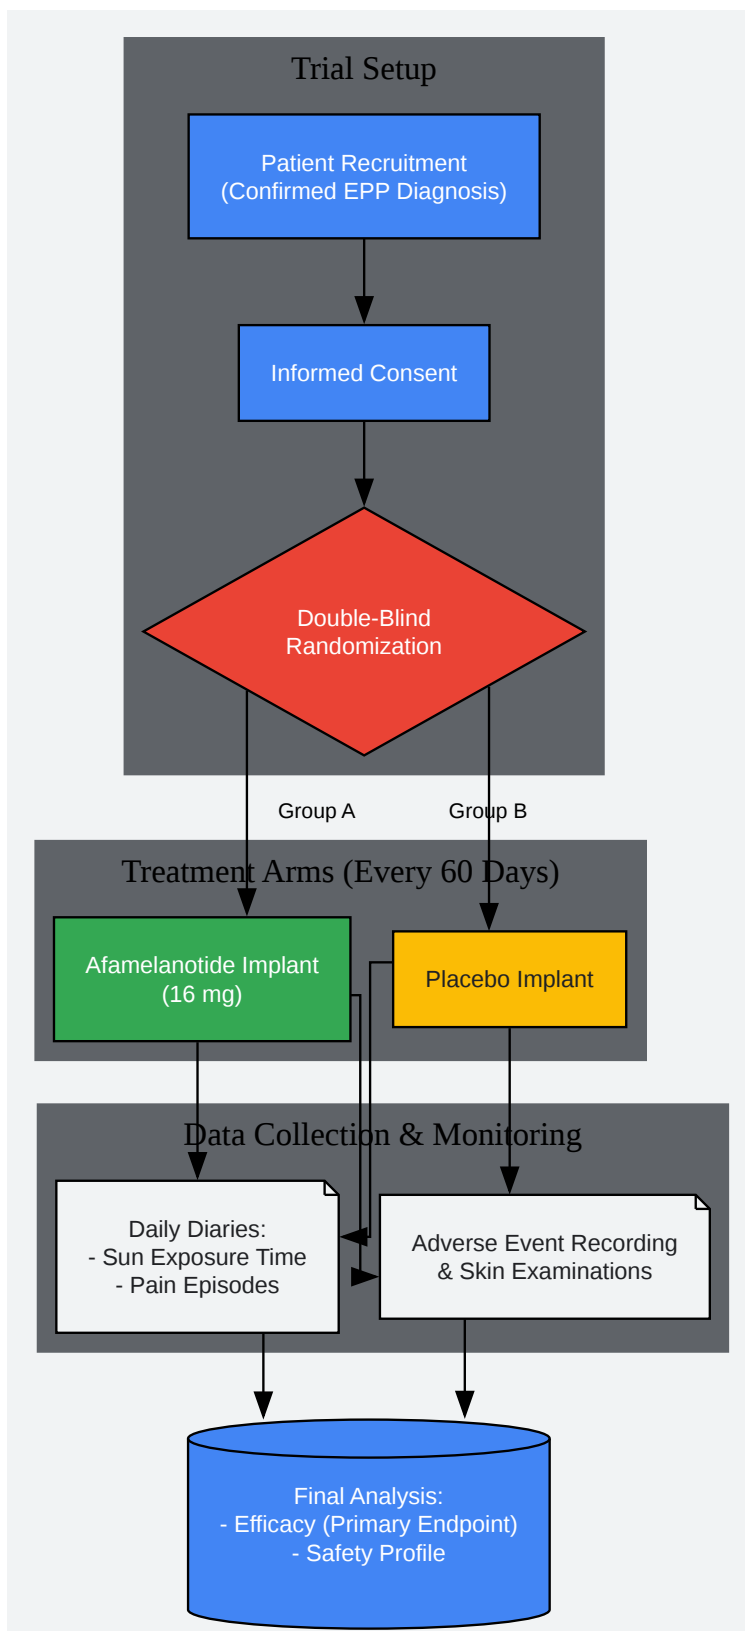 Trial Setup
Patient Recruitment
(Confirmed EPP Diagnosis)
Informed Consent
Double-Blind
Randomization
Group A
Group B
Treatment Arms (Every 60 Days)
Afamelanotide Implant
(16 mg)
Placebo Implant
Data Collection & Monitoring
Daily Diaries:
- Sun Exposure Time
- Pain Episodes
Adverse Event Recording
& Skin Examinations
Final Analysis:
- Efficacy (Primary Endpoint)
- Safety Profile